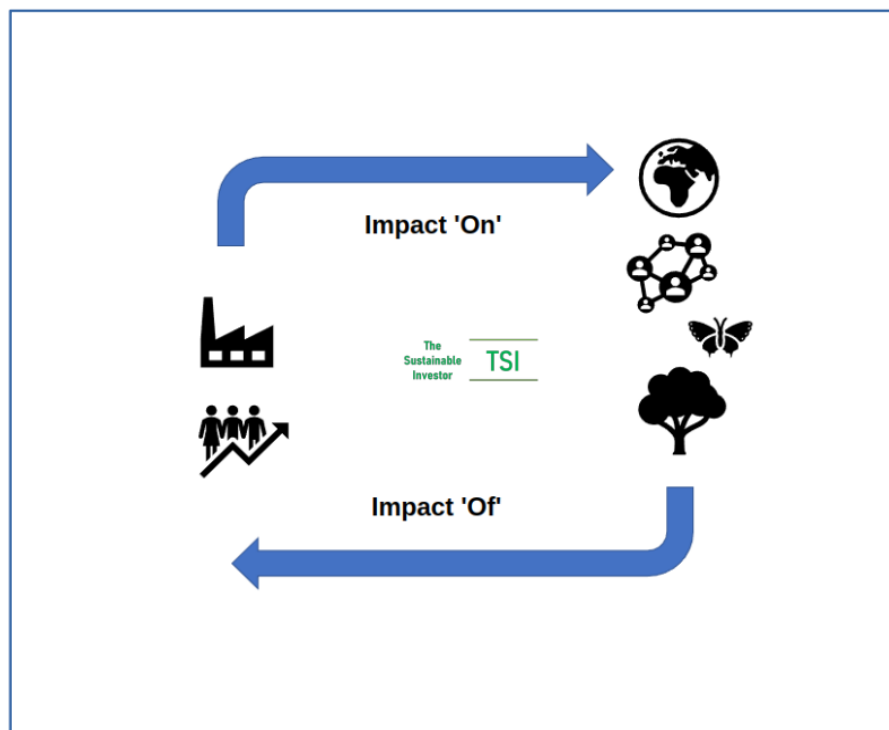 Impact 'On'
The
Sustainable
Investor
TSI
Impact 'Of'